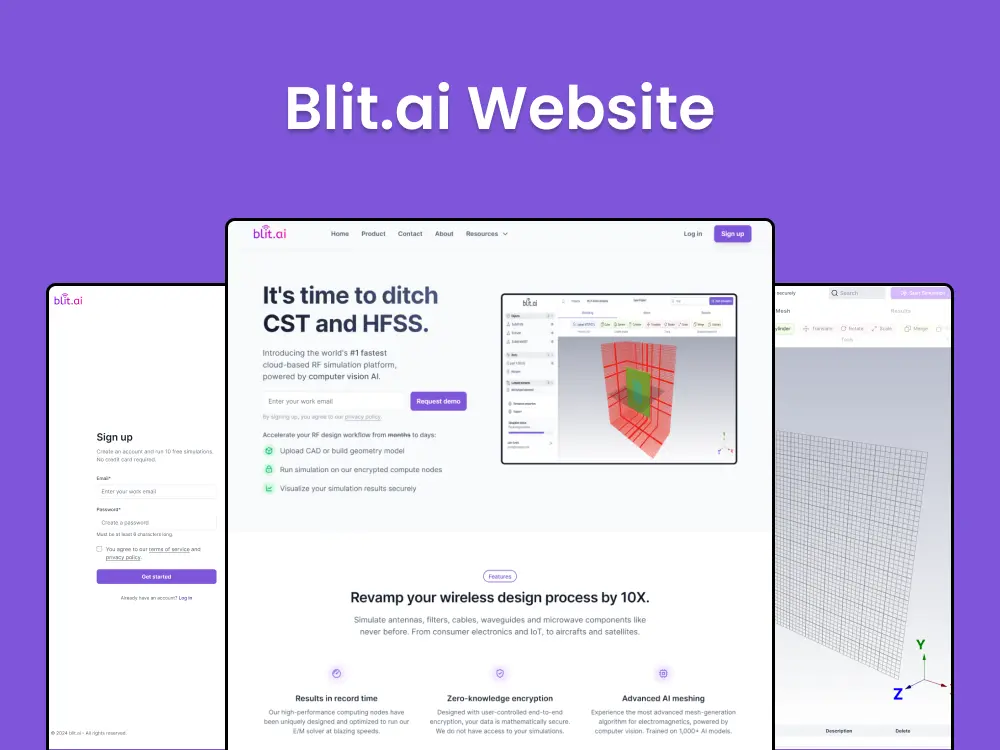 Blit.ai Website
blit.ai
Home
Product
Contact
About
Resources
Log in
Sign up
It's time to ditch
CST and HFSS.
Introducing the world's #1 fastest
cloud-based RF simulation platform,
powered by computer vision AI.
Enter your work email
Request demo
By signing up, you agree to our privacy policy.
Accelerate your RF design workflow from months to days:
Upload CAD or build geometry model
Run simulation on our encrypted compute nodes
Visualize your simulation results securely
blit.ai
Features
Revamp your wireless design process by 10X.
Simulate antennas, filters, cables, waveguides and microwave components like
never before. From consumer electronics and IoT, to aircrafts and satellites.
Results in record time
Our high-performance computing nodes have
been uniquely designed and optimized to run our
E/M solver at blazing speeds.
Zero-knowledge encryption
Designed with user-controlled end-to-end
encryption, your data is mathematically secure.
We do not have access to your simulations.
Advanced AI meshing
Experience the most advanced mesh-generation
algorithm for electromagnetics, powered by
computer vision. Trained on 1,000+ AI models.
blit.ai
Sign up
Create an account and run 10 free simulations.
No credit card required.
Email*
Enter your work email
Password*
Create a password
Must be at least 8 characters long.
You agree to our terms of service and
privacy policy.
Get started
Already have an account? Log in
© 2024 blit.ai - All rights reserved.
securely
Search
Mesh
Results
Translate
Rotate
Scale
Merge
Tools
Y
Z
Description
Delete